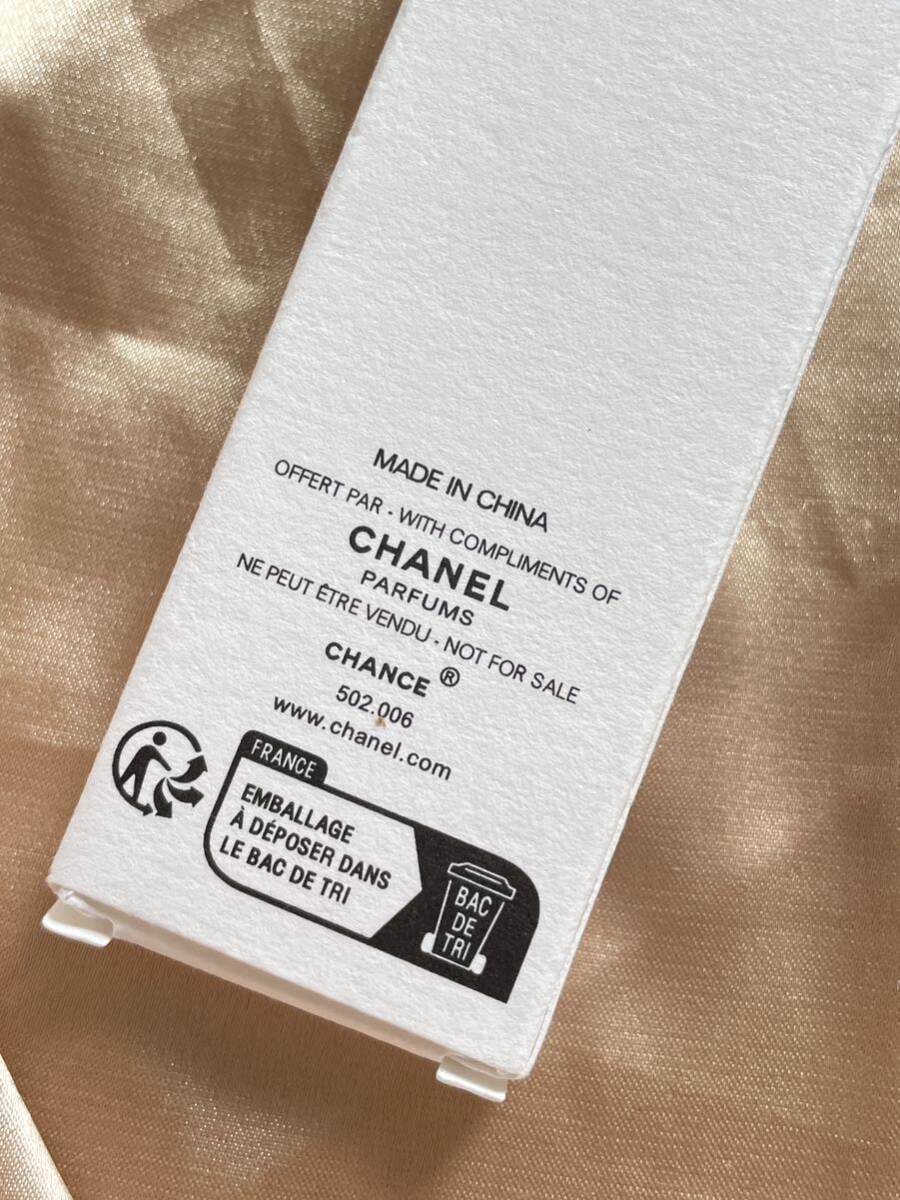 MADE IN CHINA
OFFERT PAR - WITH COMPLIMENTS OF
CHANEL
PARFUMS
NE PEUT ÊTRE VENDU - NOT FOR SALE
CHANCE ®
502.006
www.chanel.com
FRANCE
EMBALLAGE
À DÉPOSER DANS
LE BAC DE TRI
BAC
DE
TRI